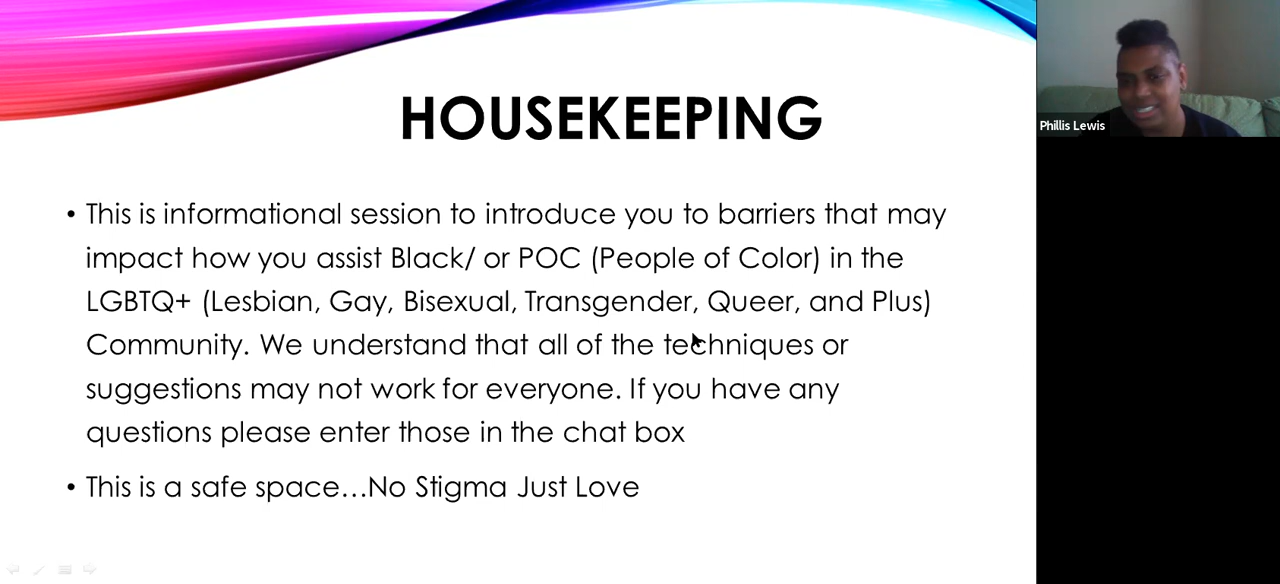 HOUSEKEEPING
• This is informational session to introduce you to barriers that may
impact how you assist Black/ or POC (People of Color) in the
LGBTQ+ (Lesbian, Gay, Bisexual, Transgender, Queer, and Plus)
Community. We understand that all of the techniques or
suggestions may not work for everyone. If you have any
questions please enter those in the chat box
• This is a safe space…No Stigma Just Love
Phillis Lewis